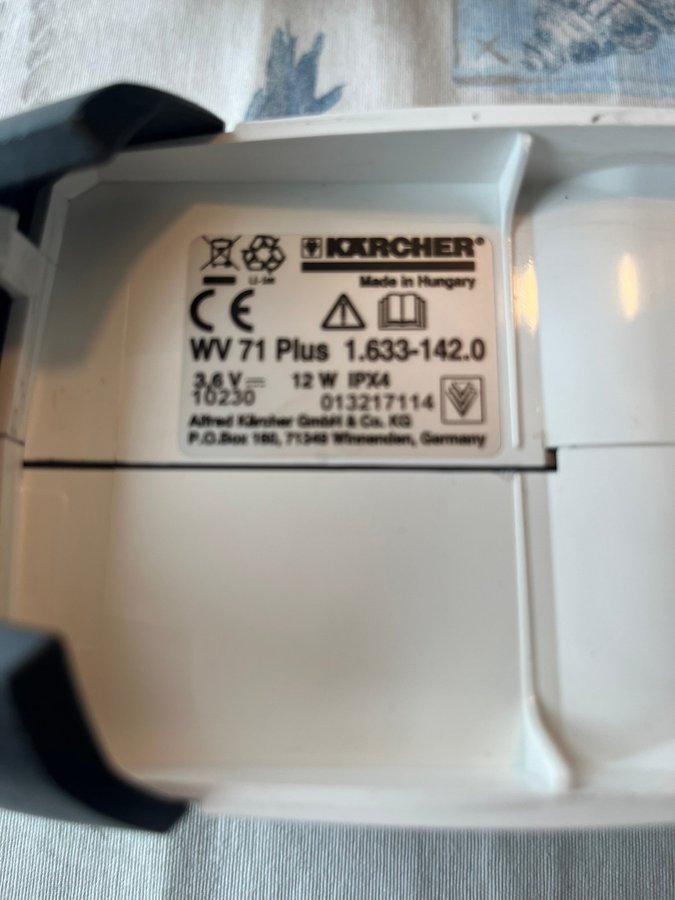 KÄRCHER®
Made in Hungary
CE
WV 71 Plus 1.633-142.0
3,6 V 12 W IPX4
10230 013217114
Alfred Kärcher GmbH & Co. KG
P.O.Box 160, 71349 Winnenden, Germany